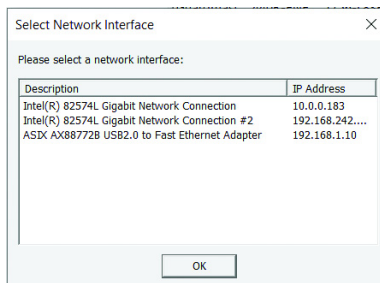 Select Network Interface
Please select a network interface:
Description IP Address
Intel(R) 82574L Gigabit Network Connection 10.0.0.183
Intel(R) 82574L Gigabit Network Connection #2 192.168.242....
ASIX AX88772B USB2.0 to Fast Ethernet Adapter 192.168.1.10
OK